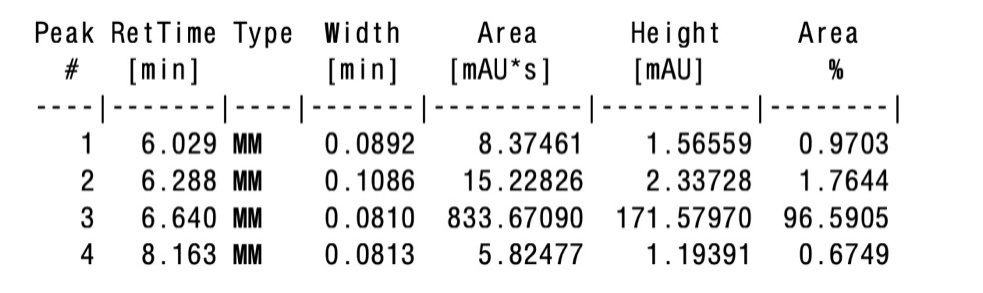 Peak RetTime Type  Width     Area      Height     Area
  #   [min]        [min]   [mAU*s]     [mAU]        %
----|-------|----|-------|----------|----------|--------|
   1   6.029 MM    0.0892    8.37461    1.56559   0.9703
   2   6.288 MM    0.1086   15.22826    2.33728   1.7644
   3   6.640 MM    0.0810  833.67090  171.57970  96.5905
   4   8.163 MM    0.0813    5.82477    1.19391   0.6749